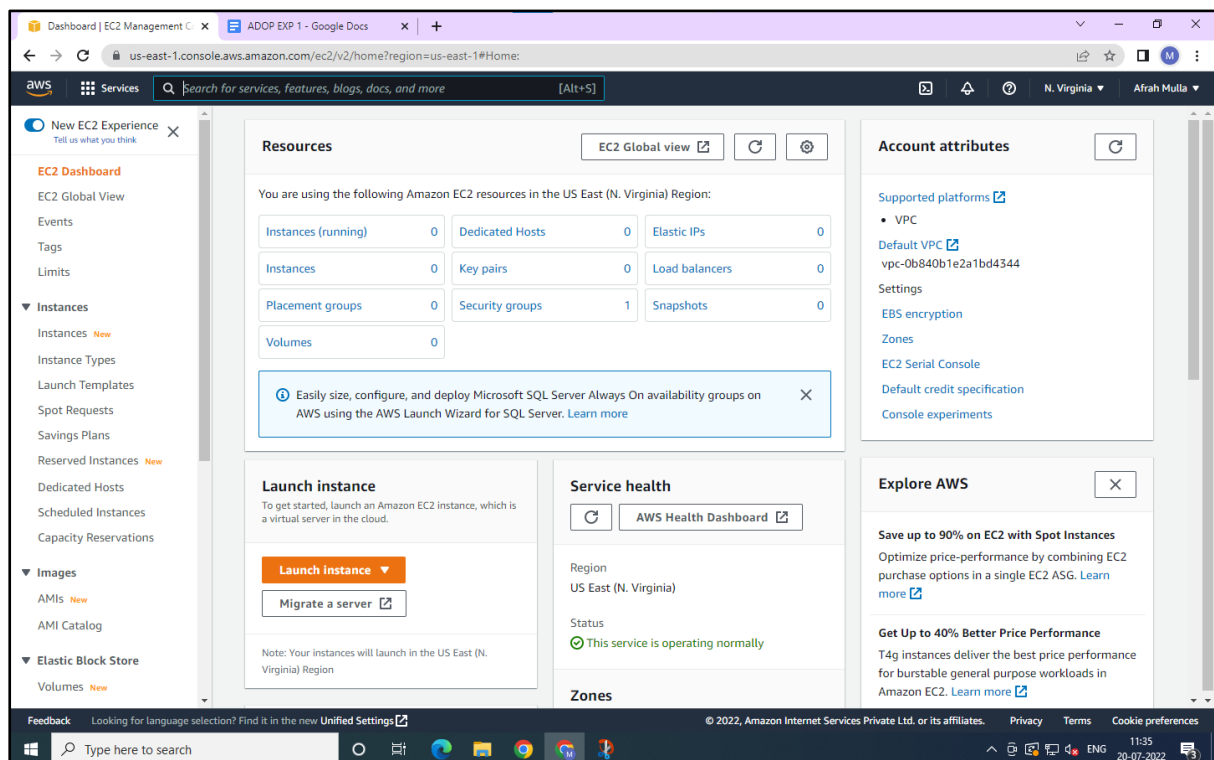 Dashboard | EC2 Management C
ADOP EXP 1 - Google Docs
us-east-1.console.aws.amazon.com/ec2/v2/home?region=us-east-1#Home:
M
aws
Services
Search for services, features, blogs, docs, and more
[Alt+S]
N. Virginia
Afrah Mulla
New EC2 Experience
Tell us what you think
EC2 Dashboard
EC2 Global View
Events
Tags
Limits
Instances
Instances New
Instance Types
Launch Templates
Spot Requests
Savings Plans
Reserved Instances New
Dedicated Hosts
Scheduled Instances
Capacity Reservations
Images
AMIs New
AMI Catalog
Elastic Block Store
Volumes New
Resources
EC2 Global view
You are using the following Amazon EC2 resources in the US East (N. Virginia) Region:
Instances (running) 0
Dedicated Hosts 0
Elastic IPs 0
Instances 0
Key pairs 0
Load balancers 0
Placement groups 0
Security groups 1
Snapshots 0
Volumes 0
Easily size, configure, and deploy Microsoft SQL Server Always On availability groups on
AWS using the AWS Launch Wizard for SQL Server. Learn more
Launch instance
To get started, launch an Amazon EC2 instance, which is
a virtual server in the cloud.
Launch instance
Migrate a server
Note: Your instances will launch in the US East (N.
Virginia) Region
Service health
AWS Health Dashboard
Region
US East (N. Virginia)
Status
This service is operating normally
Zones
Account attributes
Supported platforms
• VPC
Default VPC
vpc-0b840b1e2a1bd4344
Settings
EBS encryption
Zones
EC2 Serial Console
Default credit specification
Console experiments
Explore AWS
Save up to 90% on EC2 with Spot Instances
Optimize price-performance by combining EC2
purchase options in a single EC2 ASG. Learn
more
Get Up to 40% Better Price Performance
T4g instances deliver the best price performance
for burstable general purpose workloads in
Amazon EC2. Learn more
Feedback
Looking for language selection? Find it in the new Unified Settings
© 2022, Amazon Internet Services Private Ltd. or its affiliates.
Privacy
Terms
Cookie preferences
Type here to search
ENG
11:35
20-07-2022
3